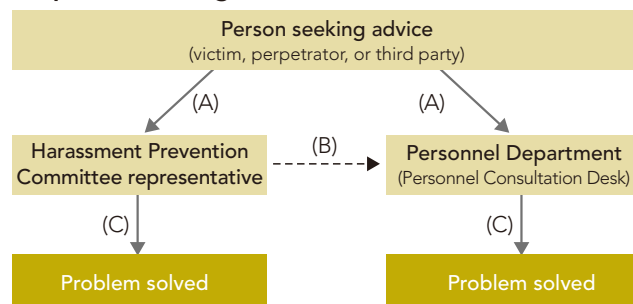 Person seeking advice
(victim, perpetrator, or third party)
(A)
(A)
Harassment Prevention
Committee representative
(B)
Personnel Department
(Personnel Consultation Desk)
(C)
(C)
Problem solved
Problem solved